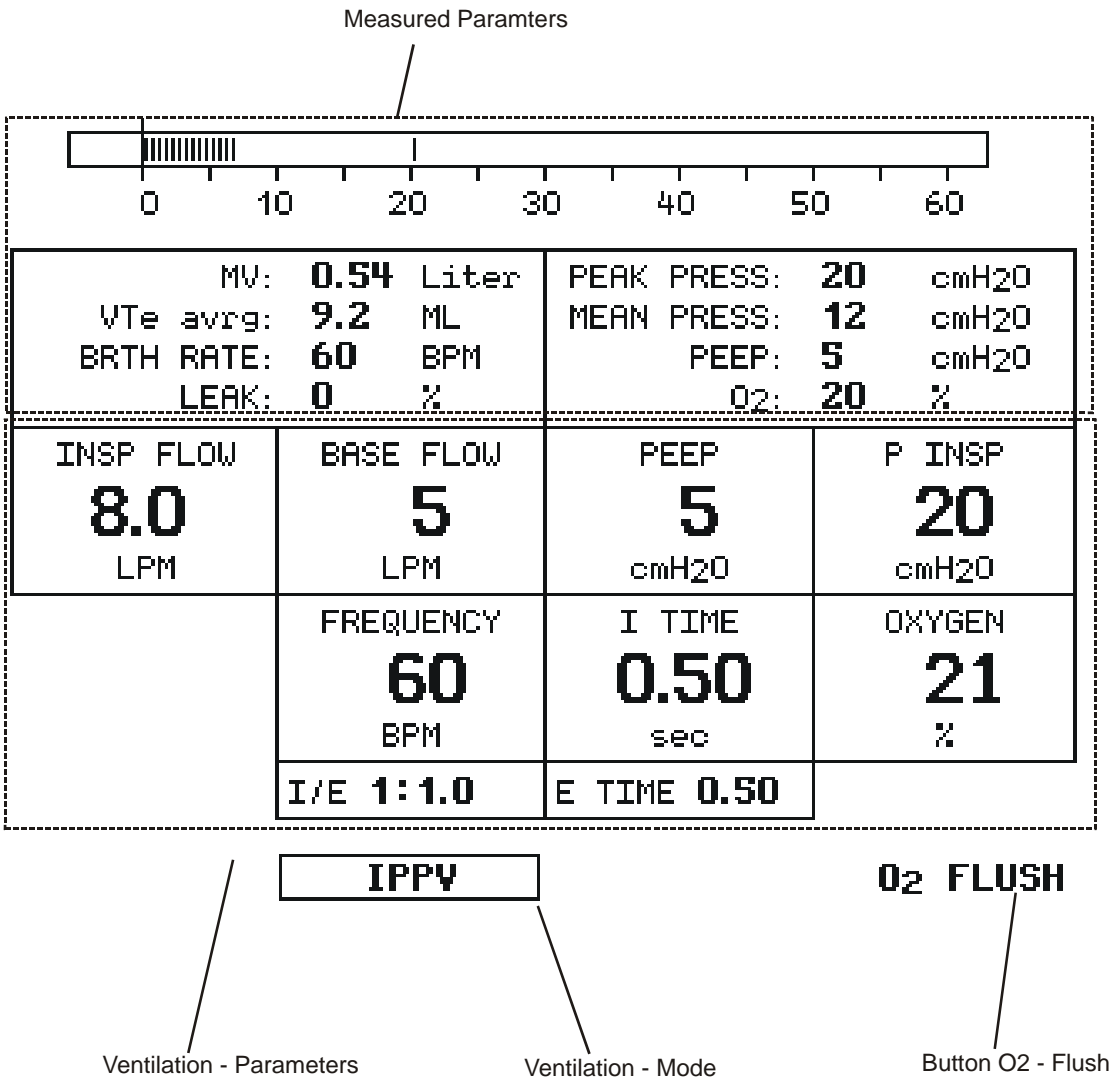 Measured Paramters
0 10 20 30 40 50 60
MV: 0.54 Liter PEAK PRESS: 20 cmH2O
VTe avrg: 9.2 ML MEAN PRESS: 12 cmH2O
BRTH RATE: 60 BPM PEEP: 5 cmH2O
LEAK: 0 % O2: 20 %
INSP FLOW BASE FLOW PEEP P INSP
8.0 5 5 20
LPM LPM cmH2O cmH2O
FREQUENCY I TIME OXYGEN
60 0.50 21
BPM sec %
I/E 1:1.0 E TIME 0.50
IPPV O2 FLUSH
Ventilation - Parameters Ventilation - Mode Button O2 - Flush